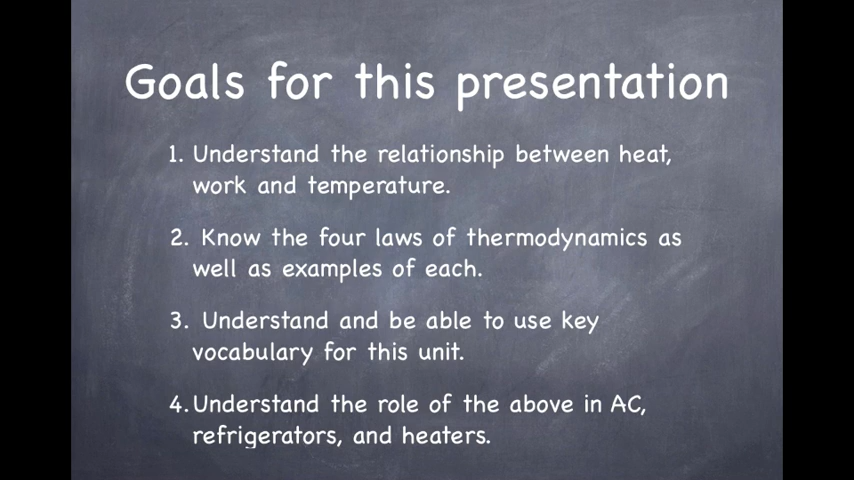 Goals for this presentation
1. Understand the relationship between heat,
work and temperature.
2. Know the four laws of thermodynamics as
well as examples of each.
3. Understand and be able to use key
vocabulary for this unit.
4. Understand the role of the above in AC,
refrigerators, and heaters.